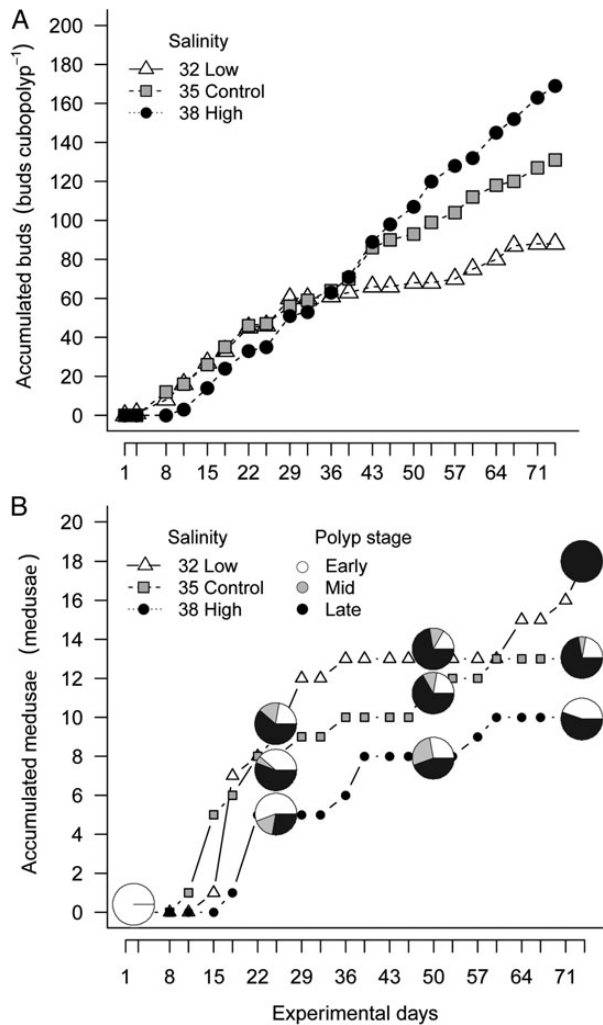 A
Salinity
32 Low
35 Control
38 High
Accumulated buds (buds cubopolyp⁻¹)
200
180
160
140
120
100
80
60
40
20
0
1 8 15 22 29 36 43 50 57 64 71
B
Salinity Polyp stage
32 Low Early
35 Control Mid
38 High Late
Accumulated medusae (medusae)
20
18
16
14
12
10
8
6
4
2
0
1 8 15 22 29 36 43 50 57 64 71
Experimental days